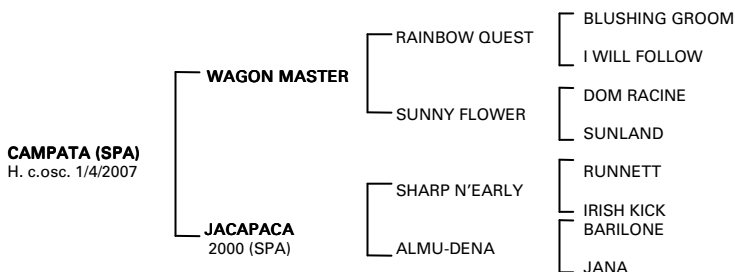 BLUSHING GROOM
RAINBOW QUEST
I WILL FOLLOW
WAGON MASTER
DOM RACINE
SUNNY FLOWER
SUNLAND
CAMPATA (SPA)
H. c.osc. 1/4/2007
RUNNETT
SHARP N'EARLY
IRISH KICK
JACAPACA
2000 (SPA)
BARILONE
ALMU-DENA
JANA